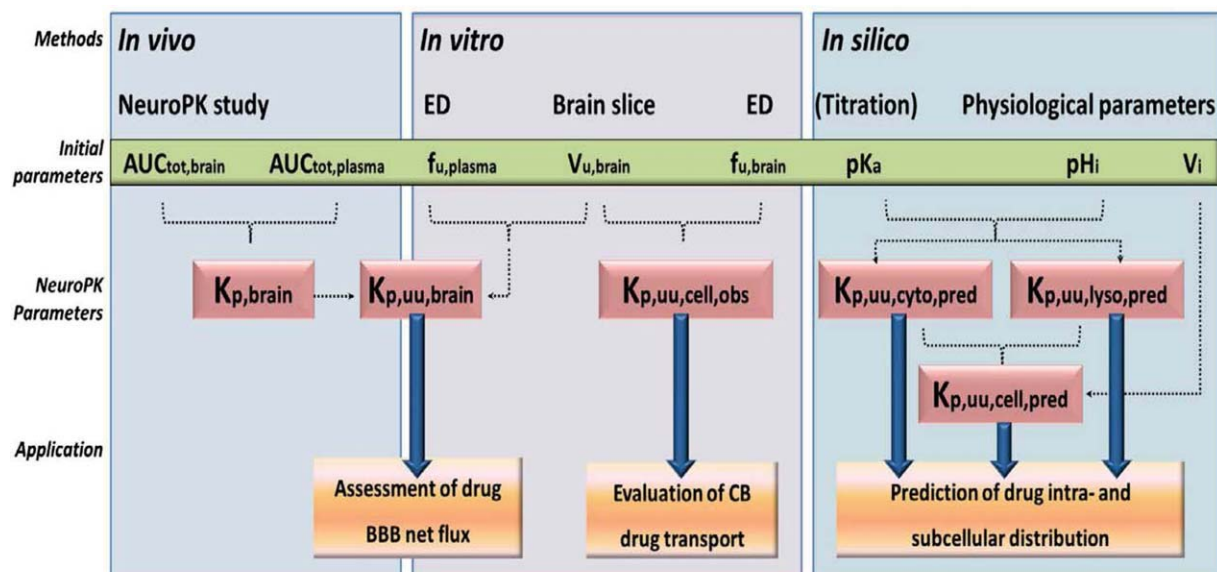 Methods
In vivo
In vitro
In silico
NeuroPK study
ED
Brain slice
ED
(Titration)
Physiological parameters
Initial
parameters
AUCtot,brain
AUCtot,plasma
fu,plasma
Vu,brain
fu,brain
pKa
pHi
Vi
NeuroPK
Parameters
Kp,brain
Kp,uu,brain
Kp,uu,cell,obs
Kp,uu,cyto,pred
Kp,uu,lyso,pred
Kp,uu,cell,pred
Application
Assessment of drug
BBB net flux
Evaluation of CB
drug transport
Prediction of drug intra- and
subcellular distribution